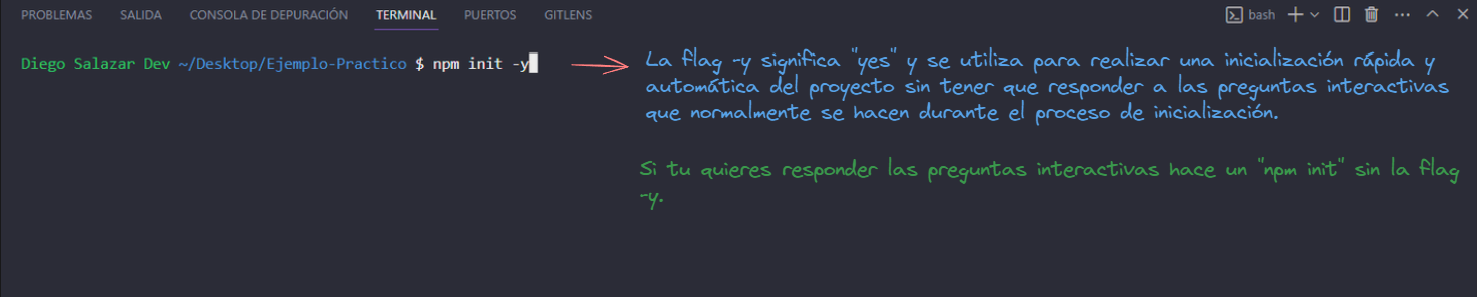 PROBLEMAS SALIDA CONSOLA DE DEPURACIÓN TERMINAL PUERTOS GITLENS bash
Diego Salazar Dev ~/Desktop/Ejemplo-Practico $ npm init -y
La flag -y significa "yes" y se utiliza para realizar una inicialización rápida y
automática del proyecto sin tener que responder a las preguntas interactivas
que normalmente se hacen durante el proceso de inicialización.
Si tu quieres responder las preguntas interactivas hace un "npm init" sin la flag
-y.